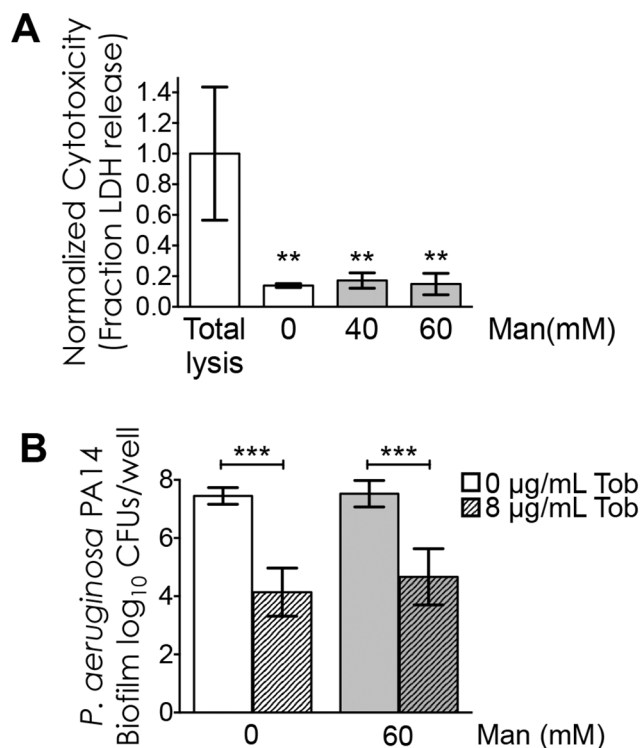 A
Normalized Cytotoxicity
(Fraction LDH release)
1.4
1.2
1.0
0.8
0.6
0.4
0.2
0.0
** ** **
Total
lysis
0 40 60 Man(mM)
B
P. aeruginosa PA14
Biofilm log10 CFUs/well
8
6
4
2
0
*** ***
0 µg/mL Tob
8 µg/mL Tob
0 60 Man (mM)